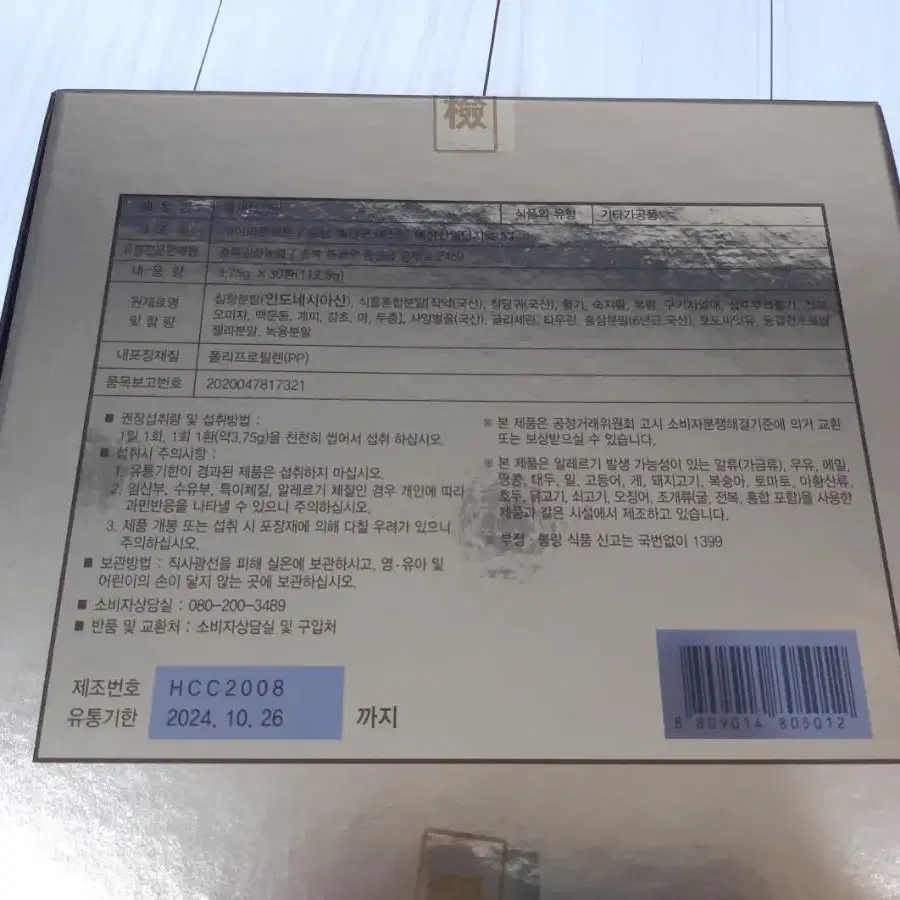 檢
식품의 유형 기타가공품
내 용 량 3.75g ×30환(112.5g)
원재료명 침향분말(인도네시아산), 식물혼합분말[작약(국산), 참당귀(국산), 황기, 숙지황, 복령, 구기자열매,
및 함 량 오미자, 맥문동, 계피, 감초, 마, 두충], 사양벌꿀(국산), 글리세린, 타우린, 홍삼분말(6년근 국산), 포도씨앗유,
젤리분말, 녹용분말
내포장재질 폴리프로필렌(PP)
품목보고번호 2020047817321
■ 권장섭취량 및 섭취방법 :
1일 1회, 1회 1환(약3.75g)을 천천히 씹어서 섭취 하십시오.
■ 섭취시 주의사항 :
1. 유통기한이 경과된 제품은 섭취하지 마십시오.
2. 임산부, 수유부, 특이체질, 알레르기 체질인 경우 개인에 따라
과민반응을 나타낼 수 있으니 주의하십시오.
3. 제품 개봉 또는 섭취 시 포장재에 의해 다칠 우려가 있으니
주의하십시오.
■ 보관방법 : 직사광선을 피해 실온에 보관하시고, 영·유아 및
어린이의 손이 닿지 않는 곳에 보관하십시오.
■ 소비자상담실 : 080-200-3489
■ 반품 및 교환처 : 소비자상담실 및 구입처
※ 본 제품은 공정거래위원회 고시 소비자분쟁해결기준에 의거 교환
또는 보상받으실 수 있습니다.
※ 본 제품은 알레르기 발생 가능성이 있는 알류(가금류), 우유, 메밀,
땅콩, 대두, 밀, 고등어, 게, 돼지고기, 복숭아, 토마토, 아황산류,
호두, 닭고기, 쇠고기, 오징어, 조개류(굴, 전복, 홍합 포함)을 사용한
제품과 같은 시설에서 제조하고 있습니다.
※ 부정·불량 식품 신고는 국번없이 1399
제조번호 HCC2008
유통기한 2024. 10. 26 까지
8 809014 805012